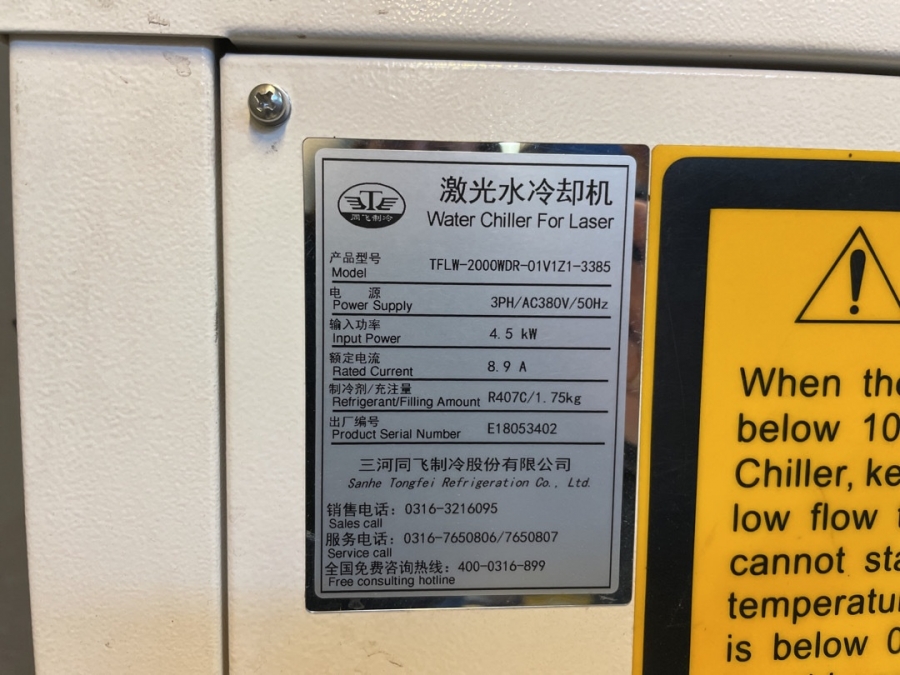 激光水冷却机
Water Chiller For Laser
同飞制冷
产品型号
Model
TFLW-2000WDR-01V1Z1-3385
电 源
Power Supply
3PH/AC380V/50Hz
输入功率
Input Power
4.5 kW
额定电流
Rated Current
8.9 A
制冷剂/充注量
Refrigerant/Filling Amount
R407C/1.75kg
出厂编号
Product Serial Number
E18053402
三河同飞制冷股份有限公司
Sanhe Tongfei Refrigeration Co., Ltd.
销售电话：0316-3216095
Sales call
服务电话：0316-7650806/7650807
Service call
全国免费咨询热线：400-0316-899
Free consulting hotline
When the
below 10
Chiller, ke
low flow
cannot sta
temperatu
is below 0